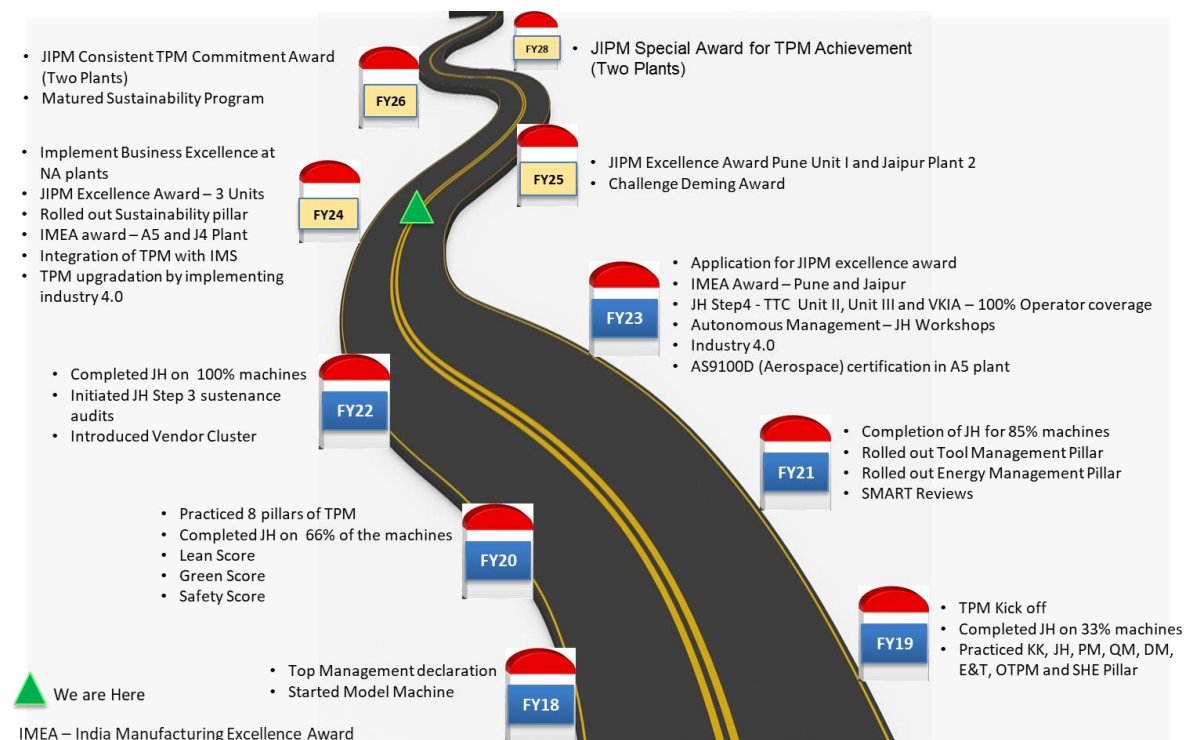 FY28
• JIPM Special Award for TPM Achievement
(Two Plants)
• JIPM Consistent TPM Commitment Award
(Two Plants)
• Matured Sustainability Program
FY26
• Implement Business Excellence at
NA plants
• JIPM Excellence Award – 3 Units
• Rolled out Sustainability pillar
• IMEA award – A5 and J4 Plant
• Integration of TPM with IMS
• TPM upgradation by implementing
industry 4.0
FY24
FY25
• JIPM Excellence Award Pune Unit I and Jaipur Plant 2
• Challenge Deming Award
FY23
• Application for JIPM excellence award
• IMEA Award – Pune and Jaipur
• JH Step4 - TTC Unit II, Unit III and VKIA – 100% Operator coverage
• Autonomous Management – JH Workshops
• Industry 4.0
• AS9100D (Aerospace) certification in A5 plant
• Completed JH on 100% machines
• Initiated JH Step 3 sustenance
audits
• Introduced Vendor Cluster
FY22
FY21
• Completion of JH for 85% machines
• Rolled out Tool Management Pillar
• Rolled out Energy Management Pillar
• SMART Reviews
• Practiced 8 pillars of TPM
• Completed JH on 66% of the machines
• Lean Score
• Green Score
• Safety Score
FY20
FY19
• TPM Kick off
• Completed JH on 33% machines
• Practiced KK, JH, PM, QM, DM,
E&T, OTPM and SHE Pillar
• Top Management declaration
• Started Model Machine
FY18
We are Here
IMEA – India Manufacturing Excellence Award